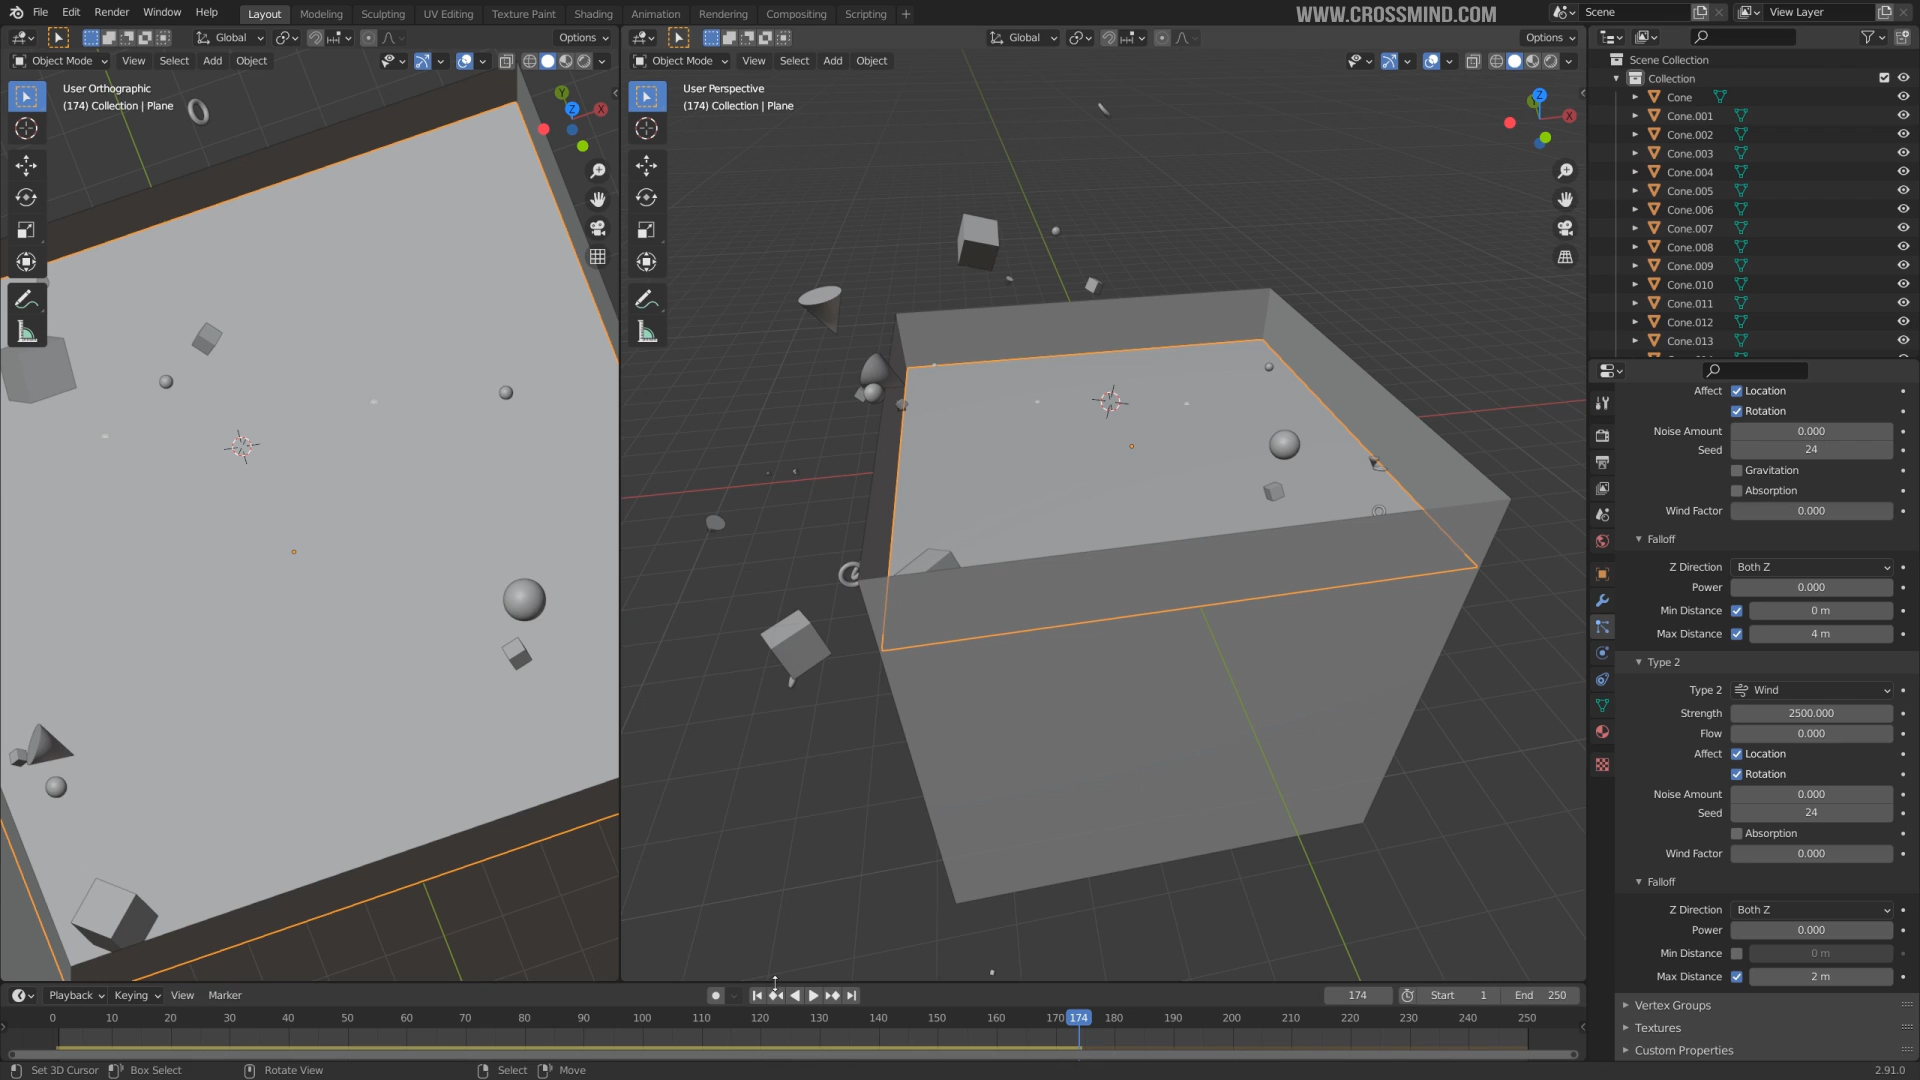 File Edit Render Window Help Layout Modeling Sculpting UV Editing Texture Paint Shading Animation Rendering Compositing Scripting +
WWW.CROSSMIND.COM
Scene
View Layer
Global
Options
Object Mode View Select Add Object
User Orthographic
(174) Collection | Plane
Y
Z
X
Global
Options
Object Mode View Select Add Object
User Perspective
(174) Collection | Plane
Z
X
Scene Collection
Collection
Cone
Cone.001
Cone.002
Cone.003
Cone.004
Cone.005
Cone.006
Cone.007
Cone.008
Cone.009
Cone.010
Cone.011
Cone.012
Cone.013
Affect Location
Rotation
Noise Amount 0.000
Seed 24
Gravitation
Absorption
Wind Factor 0.000
Falloff
Z Direction Both Z
Power 0.000
Min Distance 0 m
Max Distance 4 m
Type 2
Type 2 Wind
Strength 2500.000
Flow 0.000
Affect Location
Rotation
Noise Amount 0.000
Seed 24
Absorption
Wind Factor 0.000
Falloff
Z Direction Both Z
Power 0.000
Min Distance 0 m
Max Distance 2 m
Vertex Groups
Textures
Custom Properties
Playback Keying View Marker
174 Start 1 End 250
0 10 20 30 40 50 60 70 80 90 100 110 120 130 140 150 160 170 174 180 190 200 210 220 230 240 250
Set 3D Cursor Box Select Rotate View Select Move
2.91.0